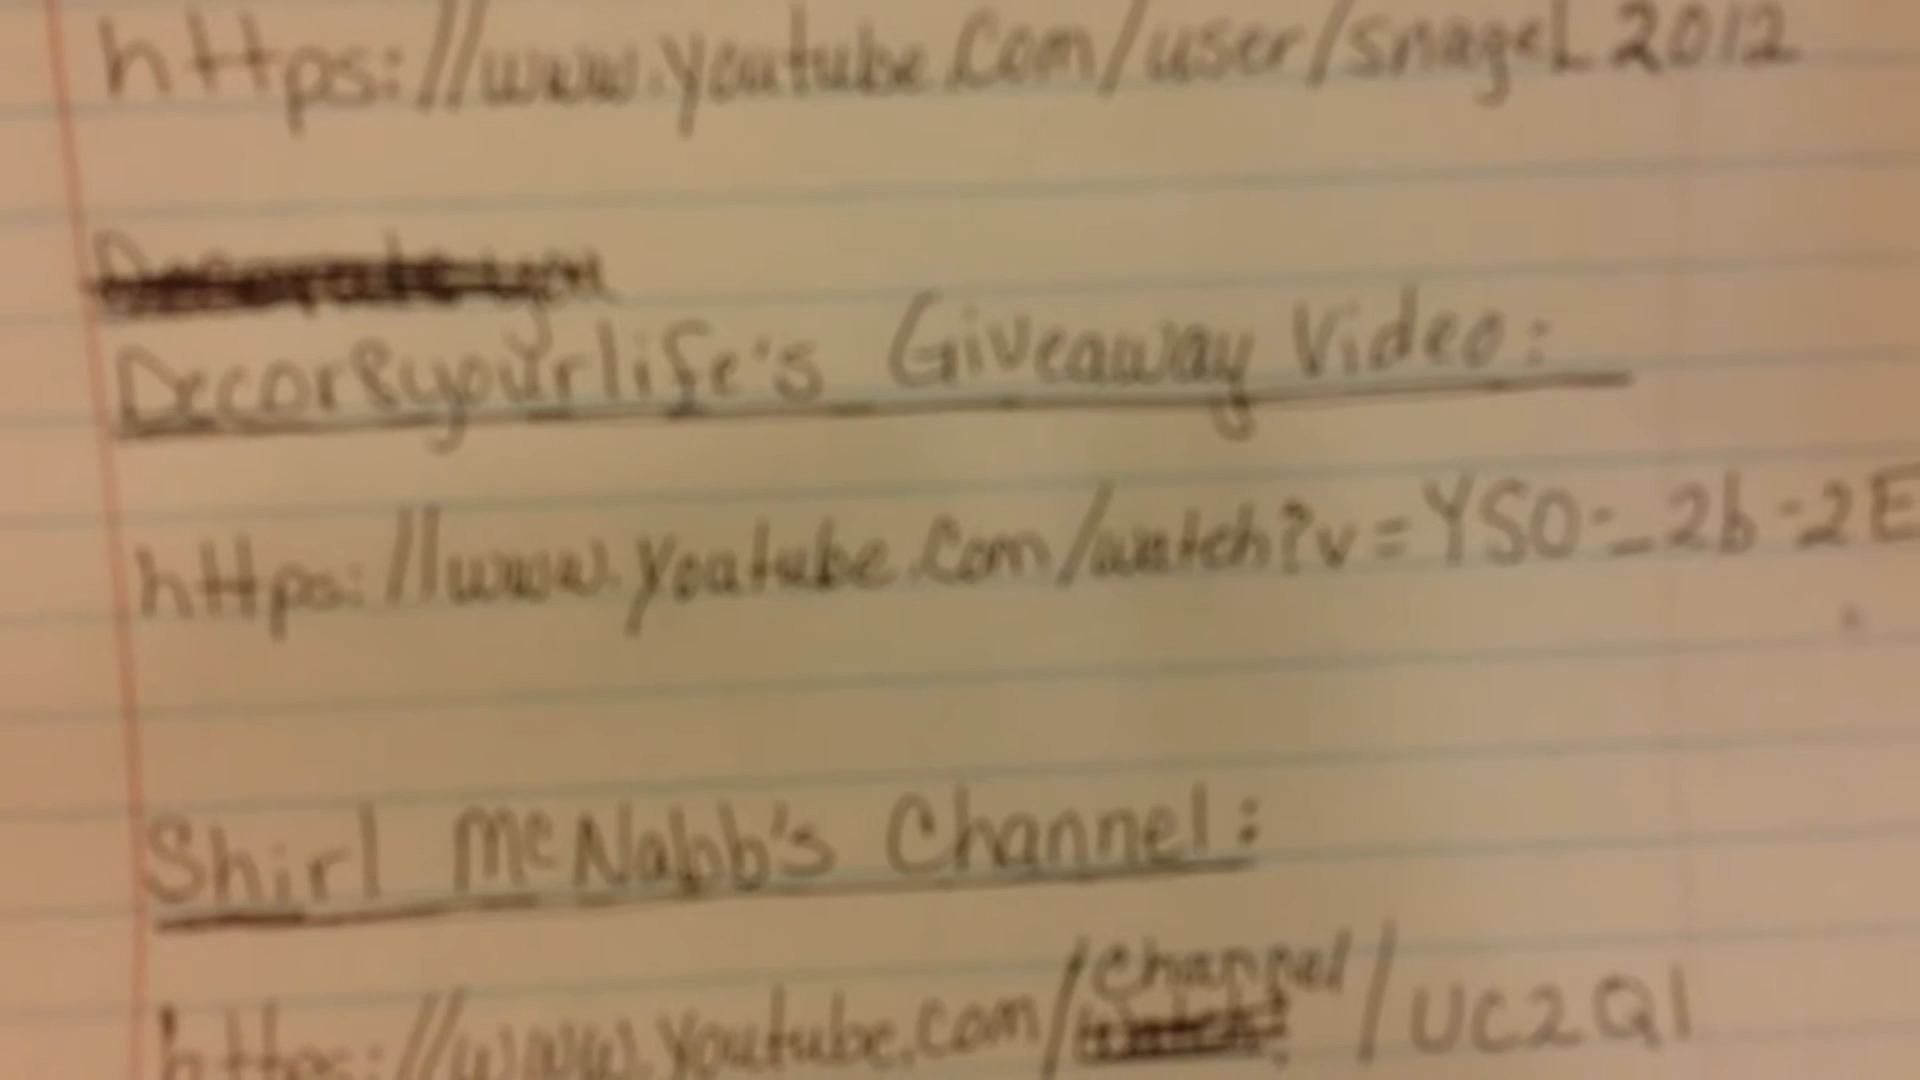 https://www.youtube.com/user/snagel2012
Decor8yourlife's Giveaway Video:
https://www.youtube.com/watch?v=YSO-_2b-2E
Shirl McNabb's Channel:
https://www.youtube.com/channel/UC2Q1